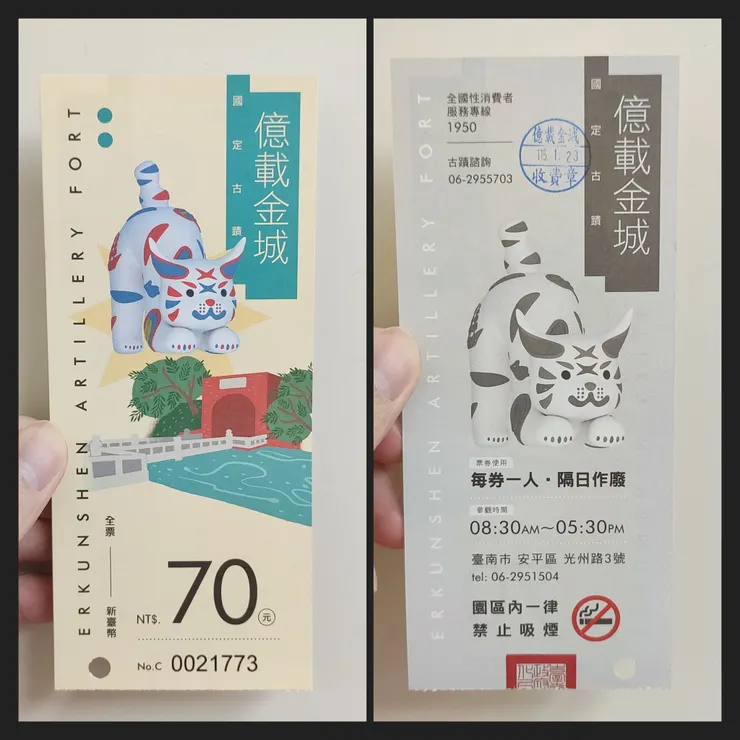 國定古蹟
億載金城
ERKUNSHEN ARTILLERY FORT
全票
新臺幣
NT$. 70 元
No.C 0021773
全國性消費者
服務專線
1950
古蹟諮詢
06-2955703
億載金城
115.1.23
收費章
國定古蹟
億載金城
ERKUNSHEN ARTILLERY FORT
票券使用
每券一人・隔日作廢
參觀時間
08:30AM～05:30PM
臺南市 安平區 光州路3號
tel: 06-2951504
園區內一律
禁止吸煙